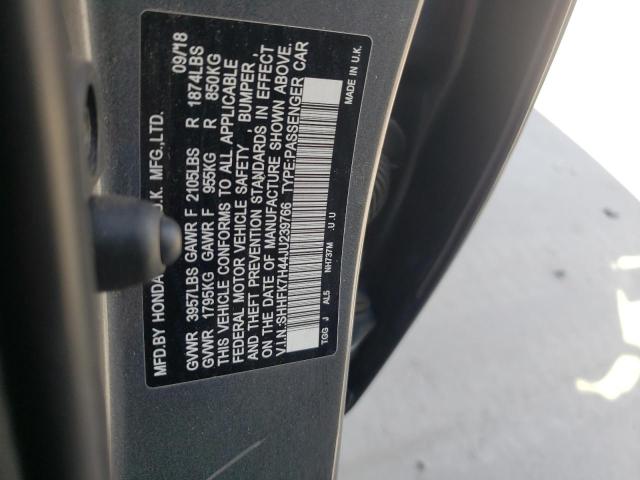 MFD.BY HONDA U.K. MFG.,LTD. 09/18
GVWR 3957LBS GAWR F 2105LBS R 1874LBS
GVWR 1795KG GAWR F 955KG R 850KG
THIS VEHICLE CONFORMS TO ALL APPLICABLE
FEDERAL MOTOR VEHICLE SAFETY , BUMPER,
AND THEFT PREVENTION STANDARDS IN EFFECT
ON THE DATE OF MANUFACTURE SHOWN ABOVE.
V.I.N.:SHHFK7H44JU239766 TYPE:PASSENGER CAR
TGG J AL5 NH737M .U .U MADE IN U.K.